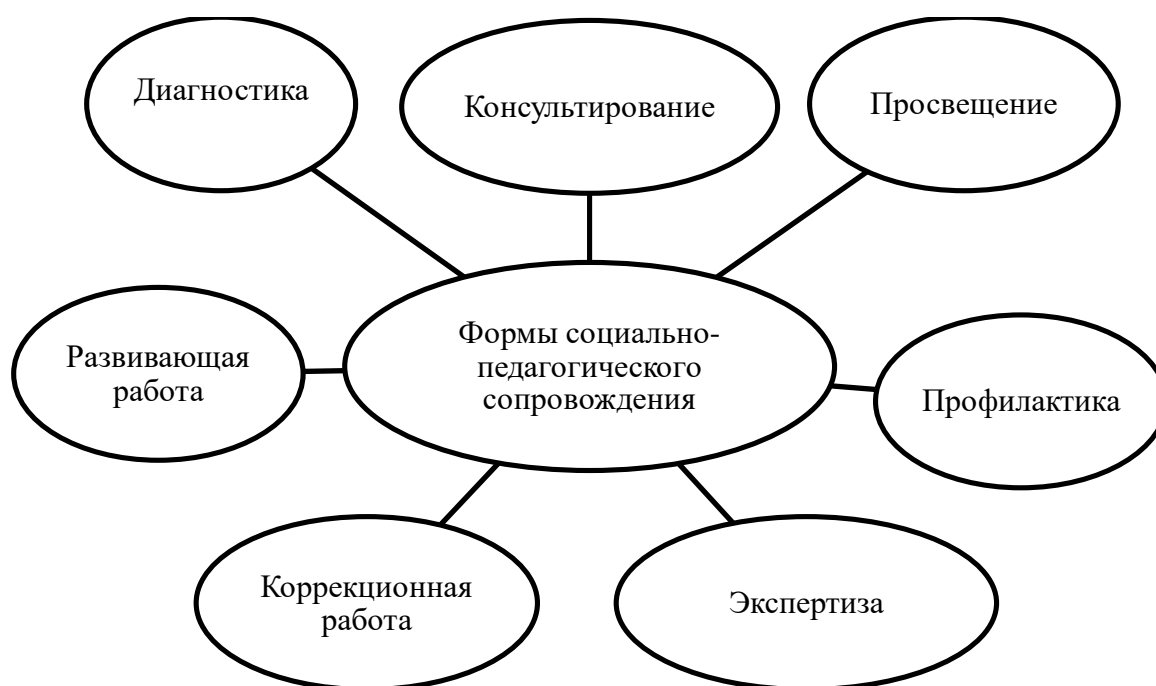 Диагностика
Консультирование
Просвещение
Формы социально-
педагогического
сопровождения
Развивающая
работа
Профилактика
Коррекционная
работа
Экспертиза